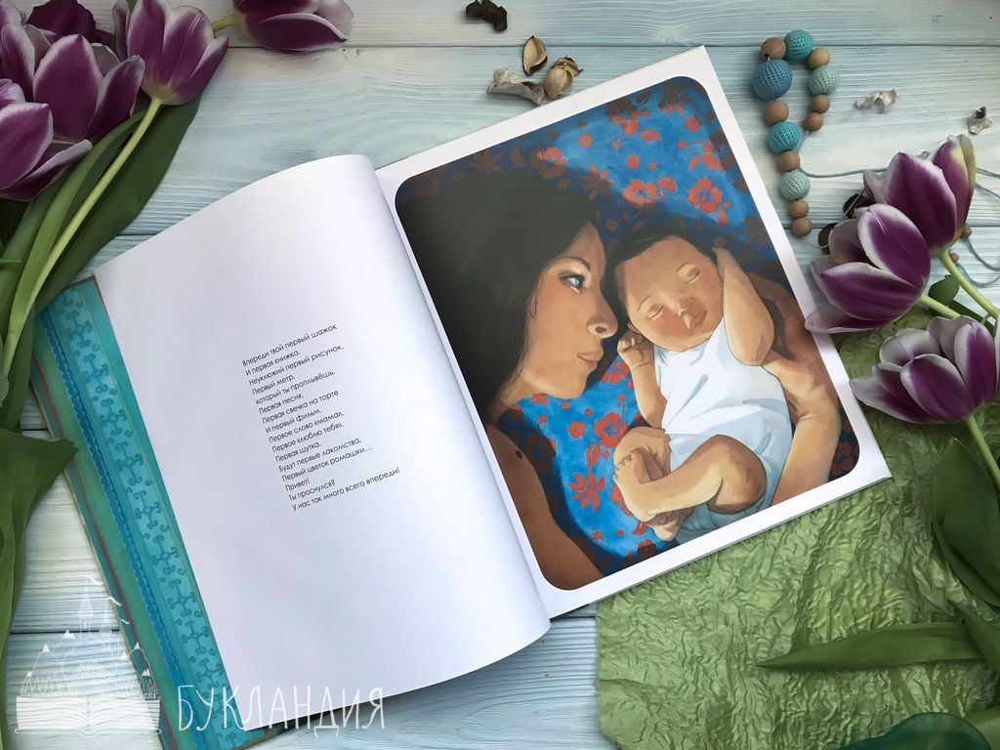 Впереди твой первый шажок
И первая книжка,
Неуклюжий первый рисунок,
Первый метр,
который ты проплывёшь,
Первая песня,
Первая свечка на торте
И первый фильм,
Первое слово «мама»,
Первое «люблю тебя»,
Первая шутка,
Будут первые лакомства,
Первый цветок ромашки…
Привет!
Ты проснулся?
У нас так много всего впереди!
БУКЛАНДИЯ